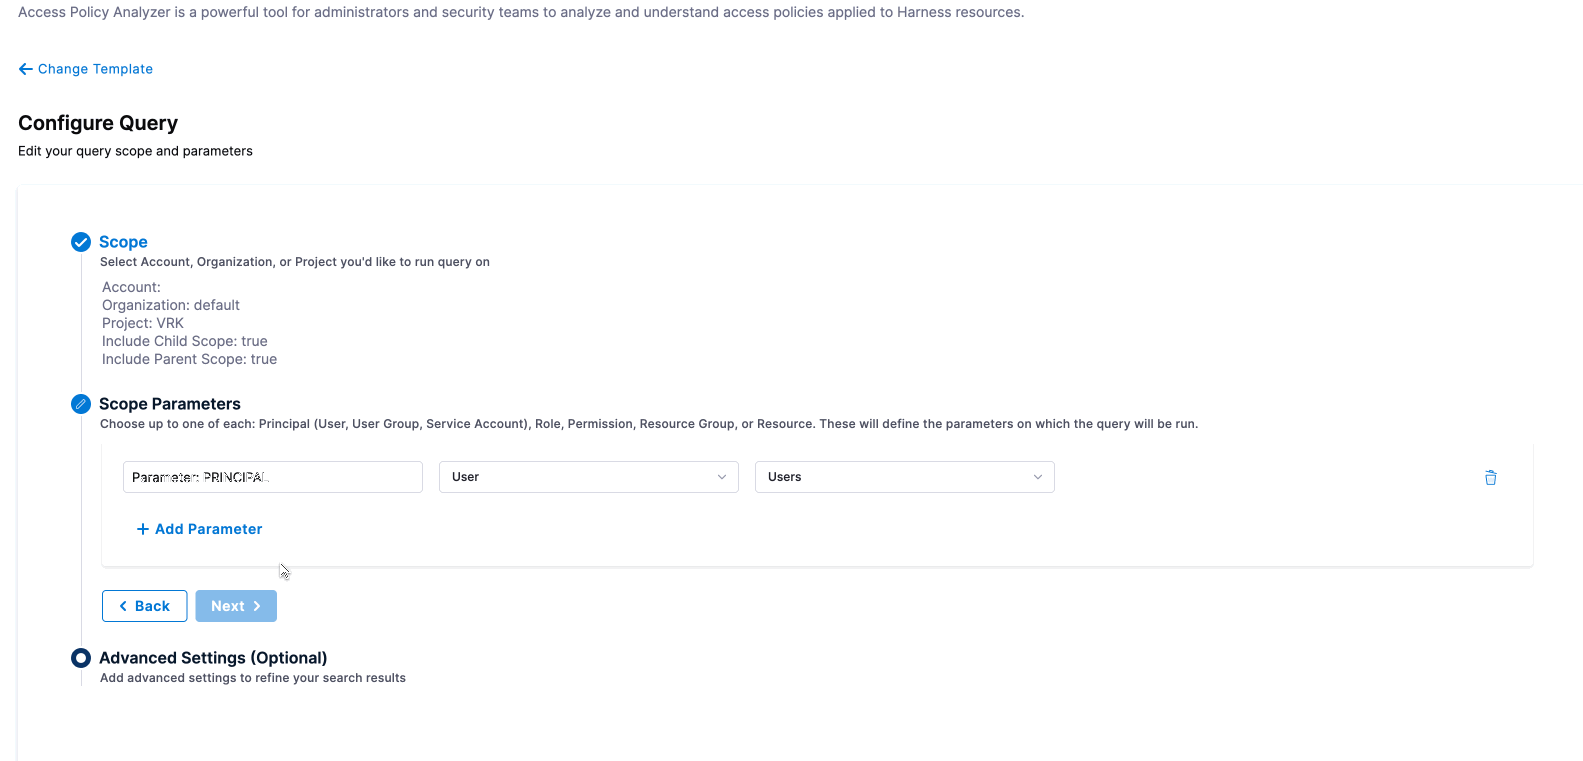 Access Policy Analyzer is a powerful tool for administrators and security teams to analyze and understand access policies applied to Harness resources.
Change Template
Configure Query
Edit your query scope and parameters
Scope
Select Account, Organization, or Project you'd like to run query on
Account:
Organization: default
Project: VRK
Include Child Scope: true
Include Parent Scope: true
Scope Parameters
Choose up to one of each: Principal (User, User Group, Service Account), Role, Permission, Resource Group, or Resource. These will define the parameters on which the query will be run.
Parameter: PRINCIPAL
User
Users
+ Add Parameter
Back
Next
Advanced Settings (Optional)
Add advanced settings to refine your search results